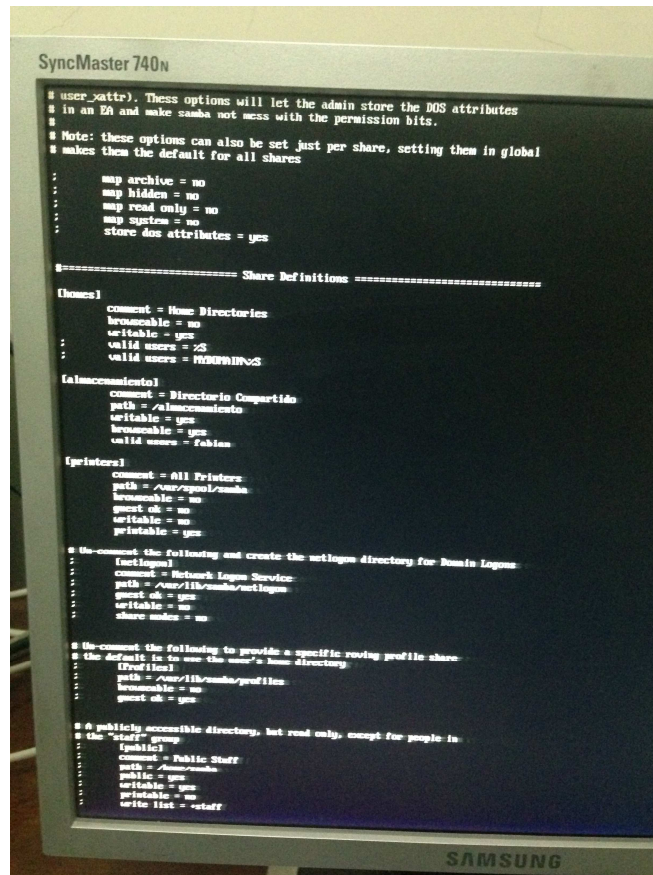 SyncMaster 740N
# user_xattr). Thess options will let the admin store the DOS attributes
# in an EA and make samba not mess with the permission bits.
#
# Note: these options can also be set just per share, setting them in global
# makes them the default for all shares
; map archive = no
; map hidden = no
; map read only = no
; map system = no
; store dos attributes = yes
#============================ Share Definitions ==============================
[homes]
comment = Home Directories
browseable = no
writable = yes
; valid users = %S
; valid users = MYDOMAIN\%S
[almacenamiento]
comment = Directorio Compartido
path = /almacenamiento
writable = yes
browseable = yes
valid users = fabian
[printers]
comment = All Printers
path = /var/spool/samba
browseable = no
guest ok = no
writable = no
printable = yes
# Un-comment the following and create the netlogon directory for Domain Logons
; [netlogon]
; comment = Network Logon Service
; path = /var/lib/samba/netlogon
; guest ok = yes
; writable = no
; share modes = no
# Un-comment the following to provide a specific roving profile share
# the default is to use the user's home directory
; [Profiles]
; path = /var/lib/samba/profiles
; browseable = no
; guest ok = yes
# A publicly accessible directory, but read only, except for people in
# the "staff" group
; [public]
; comment = Public Stuff
; path = /home/samba
; public = yes
; writable = yes
; printable = no
; write list = +staff
SAMSUNG